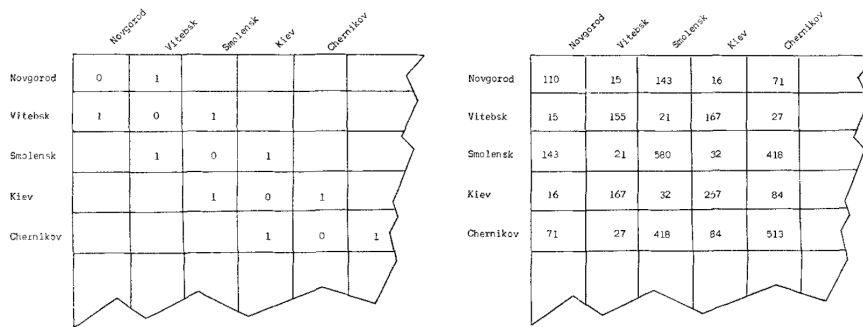 Novgorod Vitebsk Smolensk Kiev Chernikov
Novgorod 0 1
Vitebsk 1 0 1
Smolensk 1 0 1
Kiev 1 0 1
Chernikov 1 0 1
Novgorod Vitebsk Smolensk Kiev Chernikov
Novgorod 110 15 143 16 71
Vitebsk 15 155 21 167 27
Smolensk 143 21 580 32 418
Kiev 16 167 32 257 84
Chernikov 71 27 418 84 513